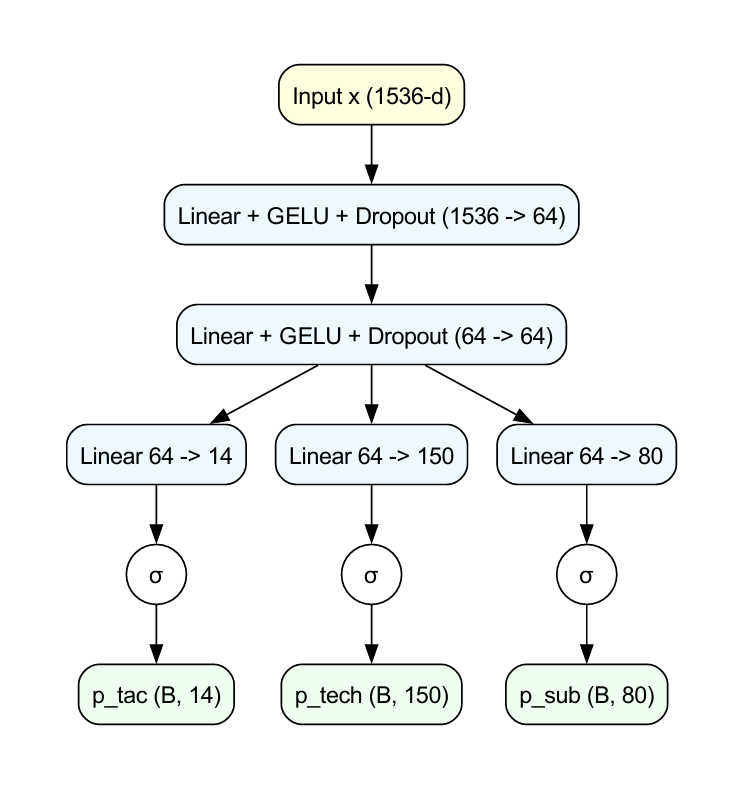 Input x (1536-d)
Linear + GELU + Dropout (1536 -> 64)
Linear + GELU + Dropout (64 -> 64)
Linear 64 -> 14
Linear 64 -> 150
Linear 64 -> 80
σ
σ
σ
p_tac (B, 14)
p_tech (B, 150)
p_sub (B, 80)